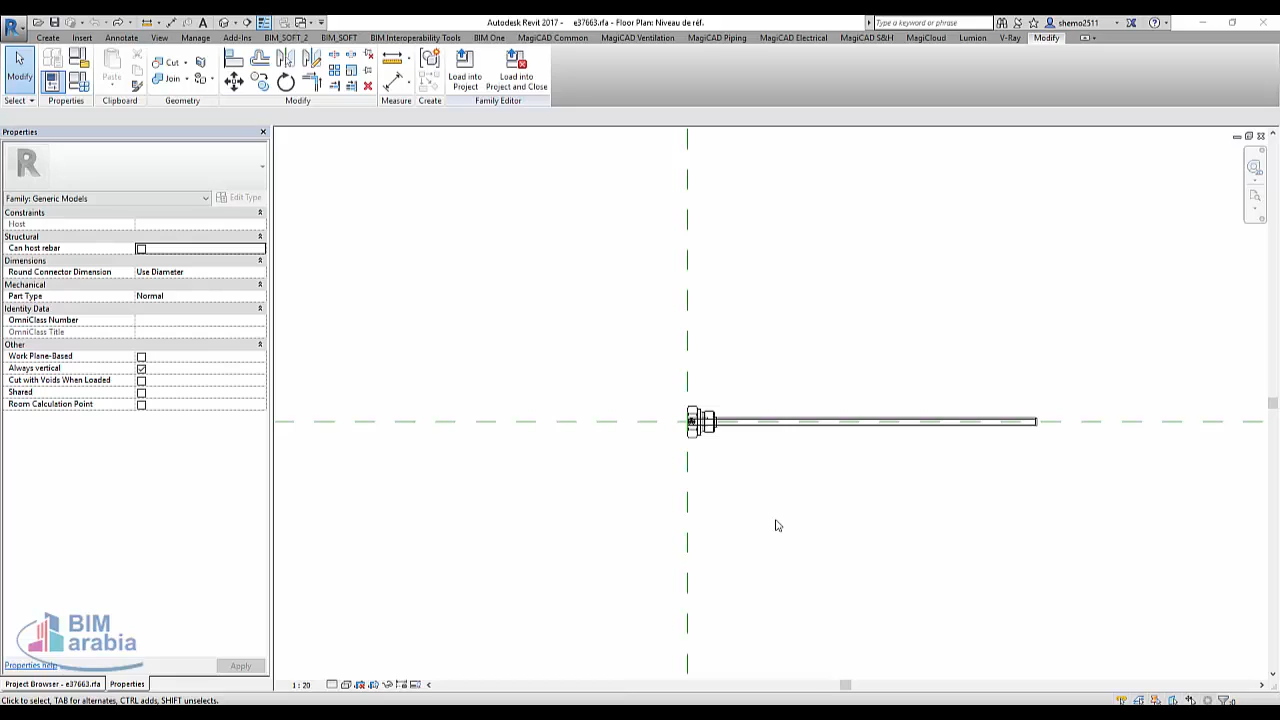 Autodesk Revit 2017 -    e37663.rfa - Floor Plan: Niveau de réf.
Type a keyword or phrase
shemo2511
Create Insert Annotate View Manage Add-Ins BIM_SOFT_2 BIM_SOFT BIM Interoperability Tools BIM One MagiCAD Common MagiCAD Ventilation MagiCAD Piping MagiCAD Electrical MagiCAD S&H MagiCloud Lumion V-Ray Modify
Modify
Paste
Cut
Join
Load into
Project
Load into
Project and Close
Select Properties Clipboard Geometry Modify Measure Create Family Editor
Properties
R
Family: Generic Models
Edit Type
Constraints
Host
Structural
Can host rebar
Dimensions
Round Connector Dimension Use Diameter
Mechanical
Part Type Normal
Identity Data
OmniClass Number
OmniClass Title
Other
Work Plane-Based
Always vertical
Cut with Voids When Loaded
Shared
Room Calculation Point
BIM
arabia
Properties help
Apply
Project Browser - e37663.rfa Properties
1 : 20
Click to select, TAB for alternates, CTRL adds, SHIFT unselects.
:0